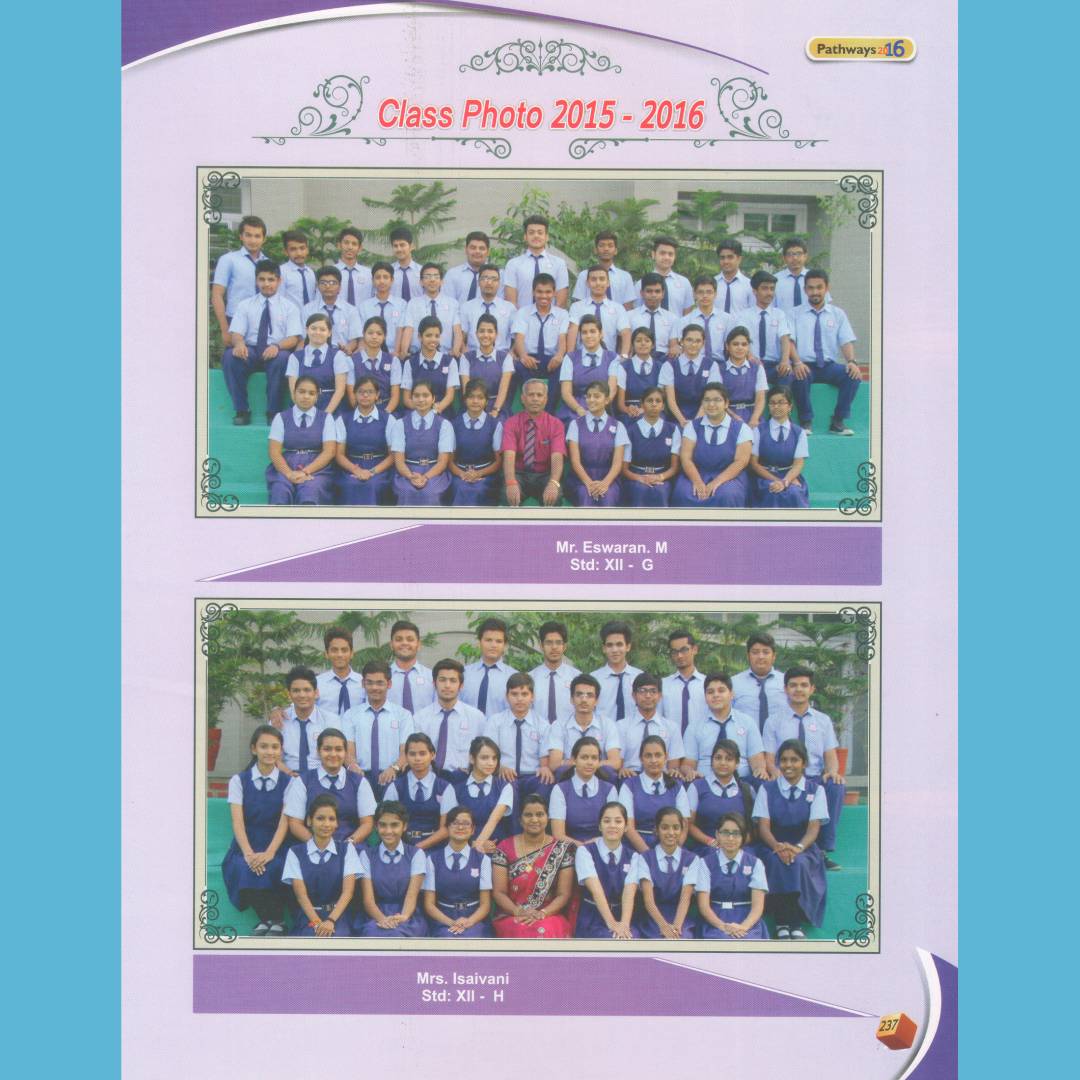 Pathways 2016
Class Photo 2015 - 2016
Mr. Eswaran. M
Std: XII - G
Mrs. Isaivani
Std: XII - H
237